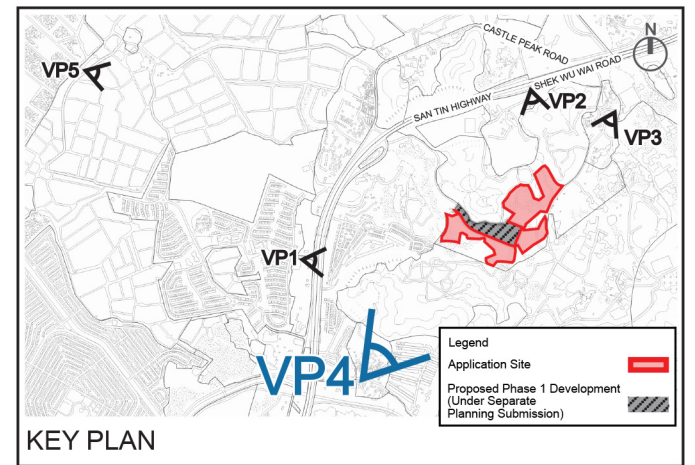 CASTLE PEAK ROAD
N
VP5
SHEK WU WAI ROAD
SAN TIN HIGHWAY
VP2
VP3
VP1
VP4
Legend
Application Site
Proposed Phase 1 Development
(Under Separate
Planning Submission)
KEY PLAN